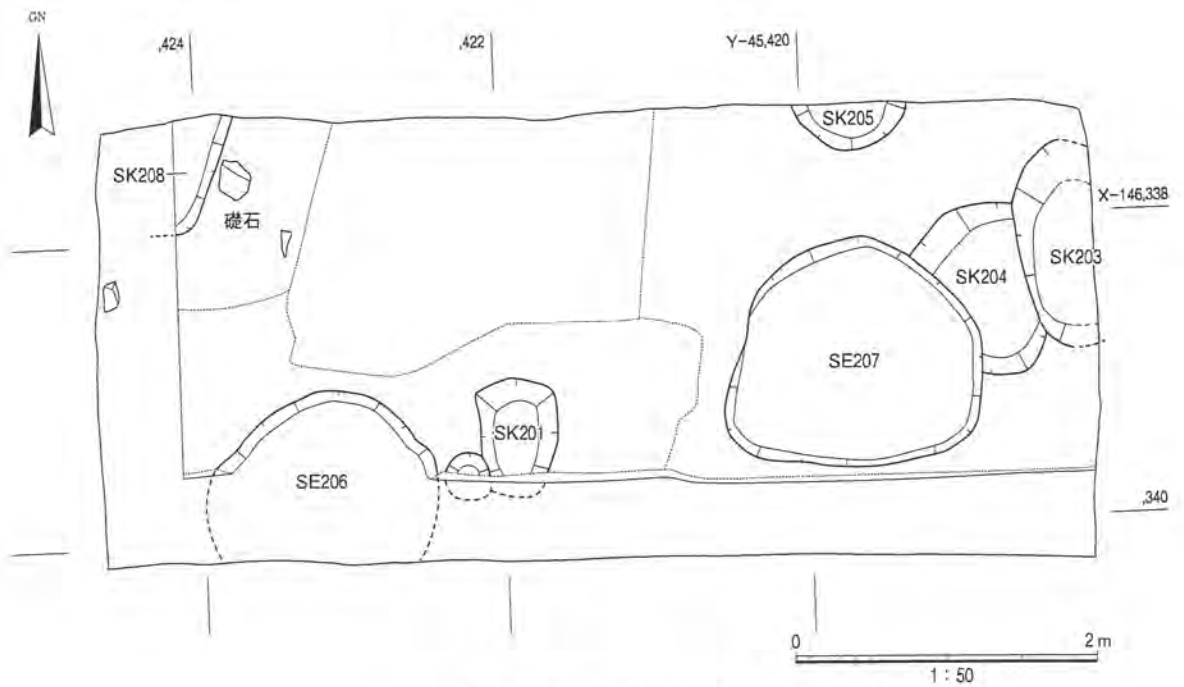 GN
,424
,422
Y-45,420
SK205
SK208
X-146,338
礎石
SK203
SK204
SE207
SK201
SE206
,340
0
2 m
1 : 50